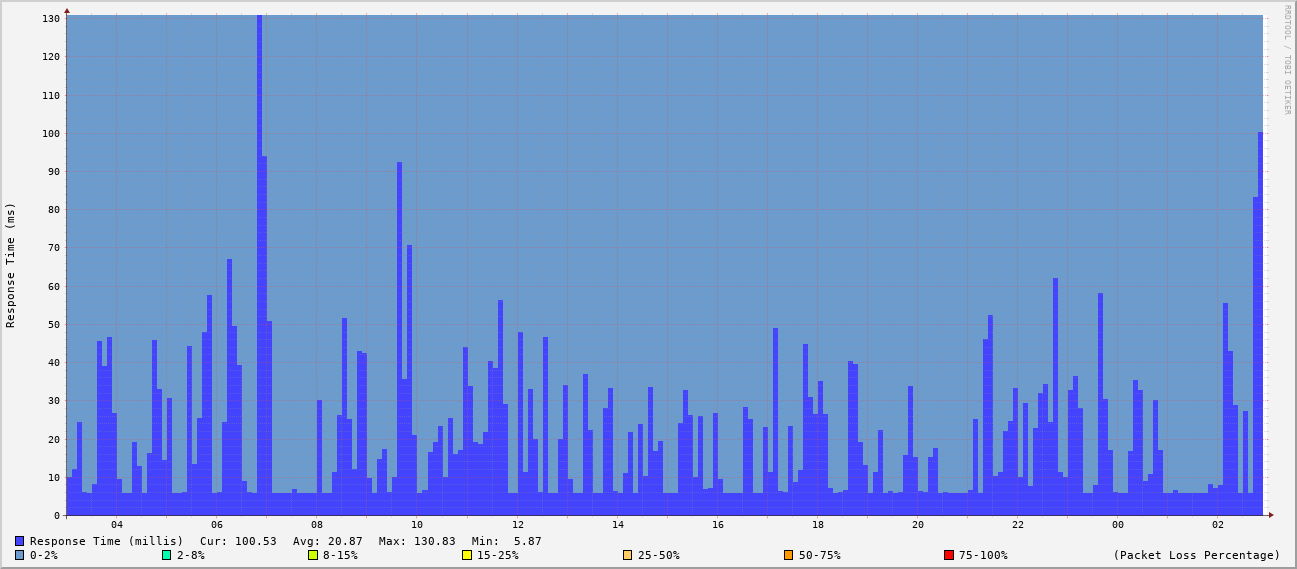 RRDTOOL / TOBI OETIKER
Response Time (ms)
130
120
110
100
90
80
70
60
50
40
30
20
10
0
04 06 08 10 12 14 16 18 20 22 00 02
Response Time (millis) Cur: 100.53 Avg: 20.87 Max: 130.83 Min: 5.87
0-2% 2-8% 8-15% 15-25% 25-50% 50-75% 75-100% (Packet Loss Percentage)